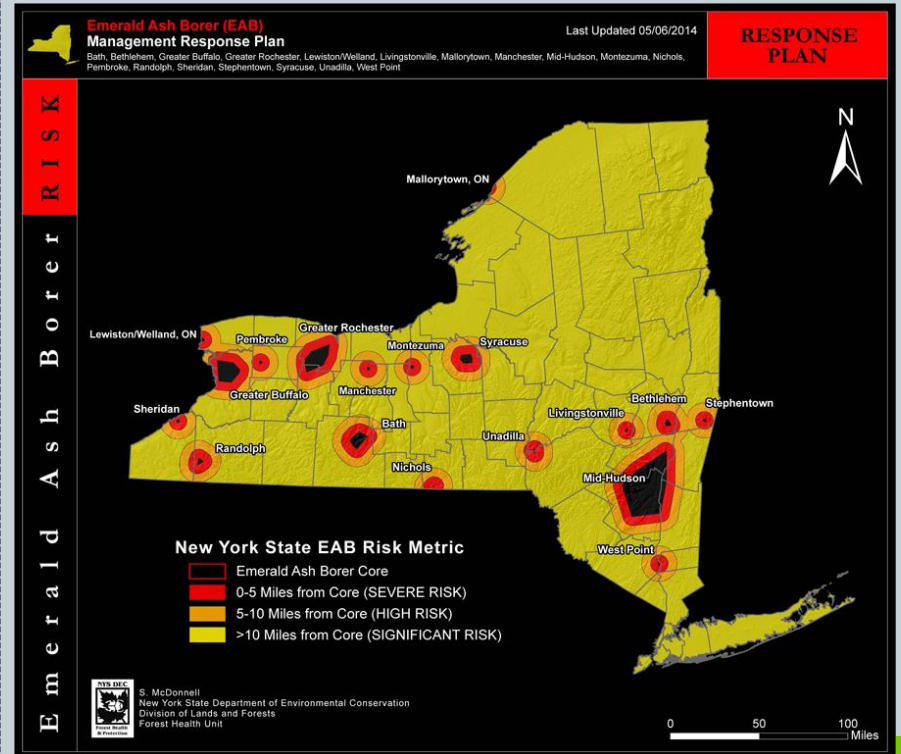 Emerald Ash Borer (EAB)
Management Response Plan
Bath, Bethlehem, Greater Buffalo, Greater Rochester, Lewiston/Welland, Livingstonville, Mallorytown, Manchester, Mid-Hudson, Montezuma, Nichols,
Pembroke, Randolph, Sheridan, Stephentown, Syracuse, Unadilla, West Point
Last Updated 05/06/2014
RESPONSE
PLAN
Emerald Ash Borer RISK
N
Mallorytown, ON
Lewiston/Welland, ON
Pembroke
Greater Rochester
Montezuma
Syracuse
Greater Buffalo
Manchester
Sheridan
Bath
Livingstonville
Bethlehem
Stephentown
Randolph
Nichols
Unadilla
Mid-Hudson
West Point
New York State EAB Risk Metric
Emerald Ash Borer Core
0-5 Miles from Core (SEVERE RISK)
5-10 Miles from Core (HIGH RISK)
>10 Miles from Core (SIGNIFICANT RISK)
NYS DEC
Forest Health
& Protection
S. McDonnell
New York State Department of Environmental Conservation
Division of Lands and Forests
Forest Health Unit
0 50 100
Miles